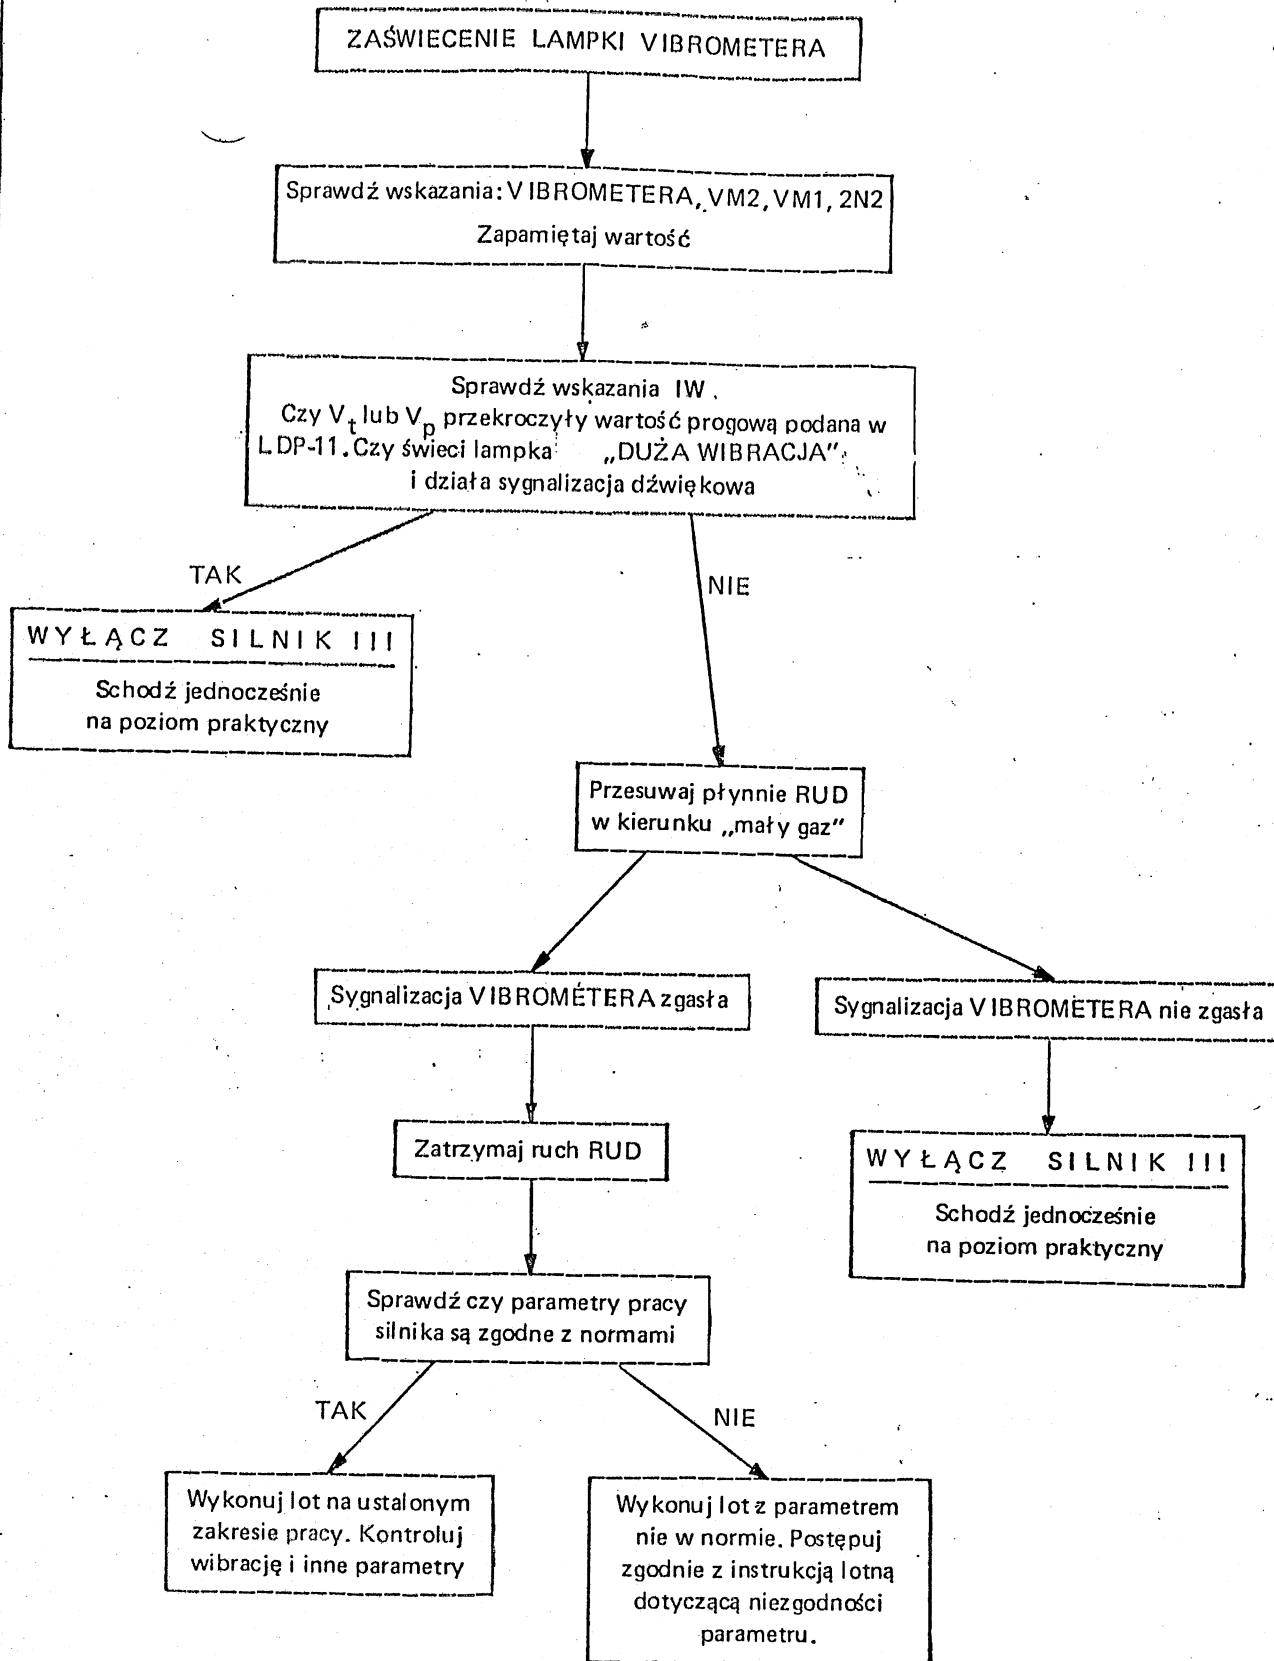 ZAŚWIECENIE LAMPKI VIBROMETERA
Sprawdź wskazania: VIBROMETERA, VM2, VM1, 2N2
Zapamiętaj wartość
Sprawdź wskazania IW.
Czy Vt lub Vp przekroczyły wartość progową podana w
LDP-11. Czy świeci lampka „DUŻA WIBRACJA”
i działa sygnalizacja dźwiękowa
TAK
NIE
WYŁĄCZ SILNIK !!!
Schodź jednocześnie
na poziom praktyczny
Przesuwaj płynnie RUD
w kierunku „mały gaz”
Sygnalizacja VIBROMETERA zgasła
Sygnalizacja VIBROMETERA nie zgasła
Zatrzymaj ruch RUD
WYŁĄCZ SILNIK !!!
Schodź jednocześnie
na poziom praktyczny
Sprawdź czy parametry pracy
silnika są zgodne z normami
TAK
NIE
Wykonuj lot na ustalonym
zakresie pracy. Kontroluj
wibrację i inne parametry
Wykonuj lot z parametrem
nie w normie. Postępuj
zgodnie z instrukcją lotną
dotyczącą niezgodności
parametru.